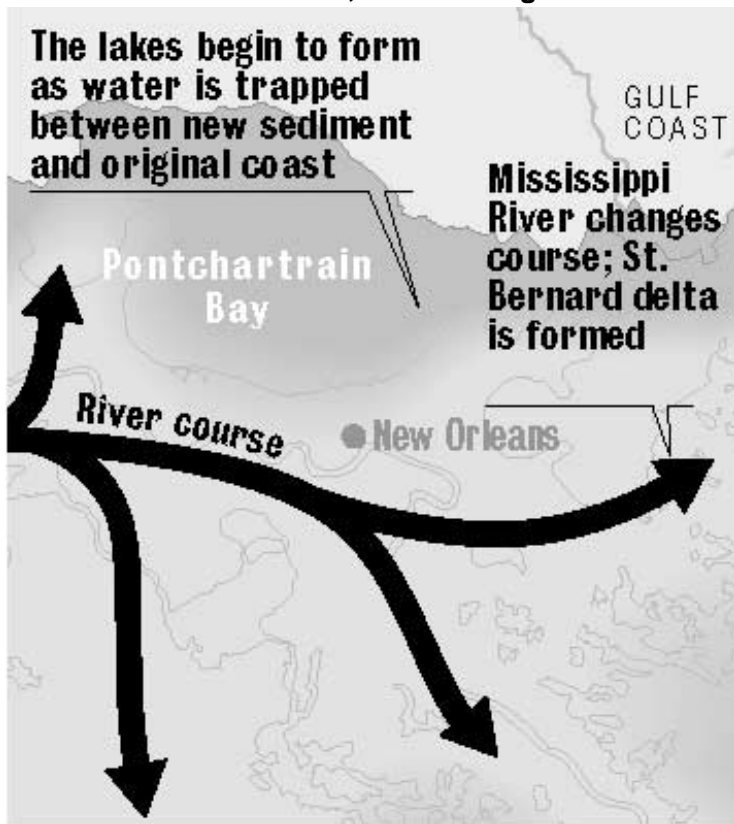 The lakes begin to form
as water is trapped
between new sediment
and original coast
GULF
COAST
Mississippi
River changes
course; St.
Bernard delta
is formed
Pontchartrain
Bay
River course
New Orleans